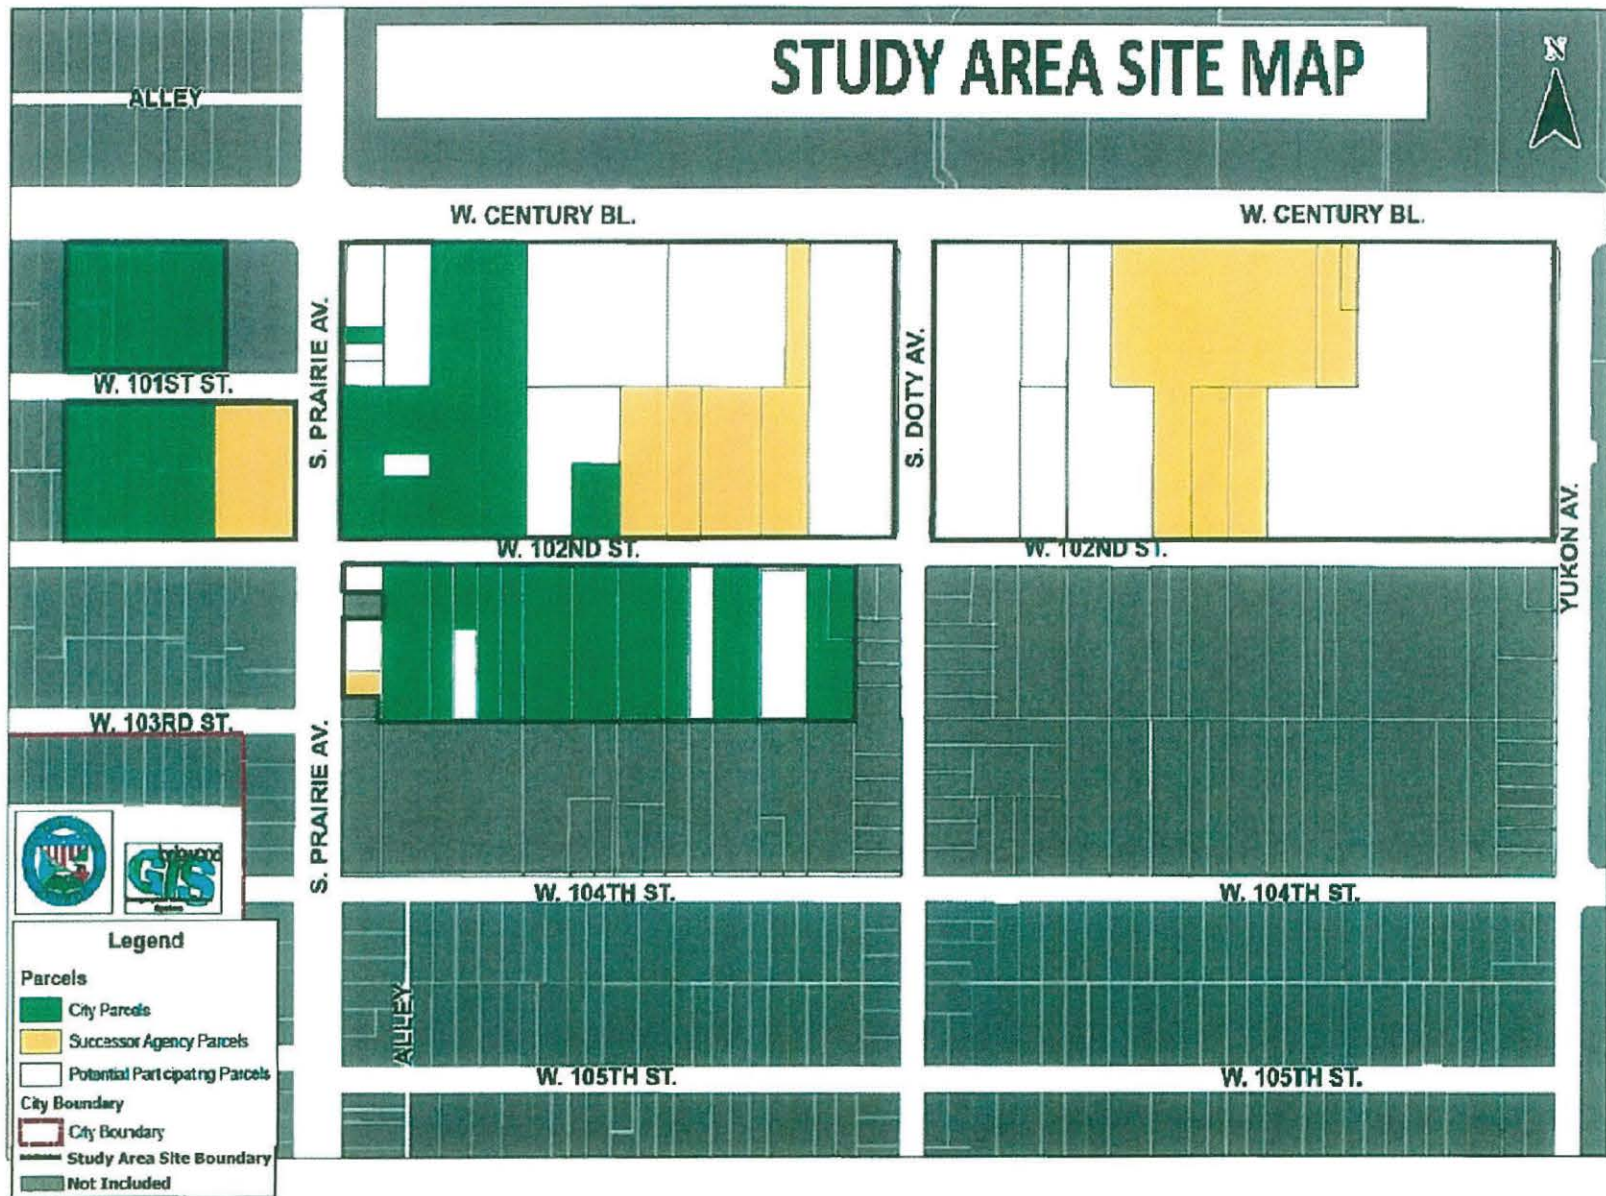 STUDY AREA SITE MAP
N
ALLEY
W. CENTURY BL.
W. CENTURY BL.
S. PRAIRIE AV.
W. 101ST ST.
S. DOTY AV.
W. 102ND ST.
W. 102ND ST.
YUKON AV.
W. 103RD ST.
S. PRAIRIE AV.
GIS
W. 104TH ST.
W. 104TH ST.
ALLEY
W. 105TH ST.
W. 105TH ST.
Legend
Parcels
City Parcels
Successor Agency Parcels
Potential Participating Parcels
City Boundary
City Boundary
Study Area Site Boundary
Not Included